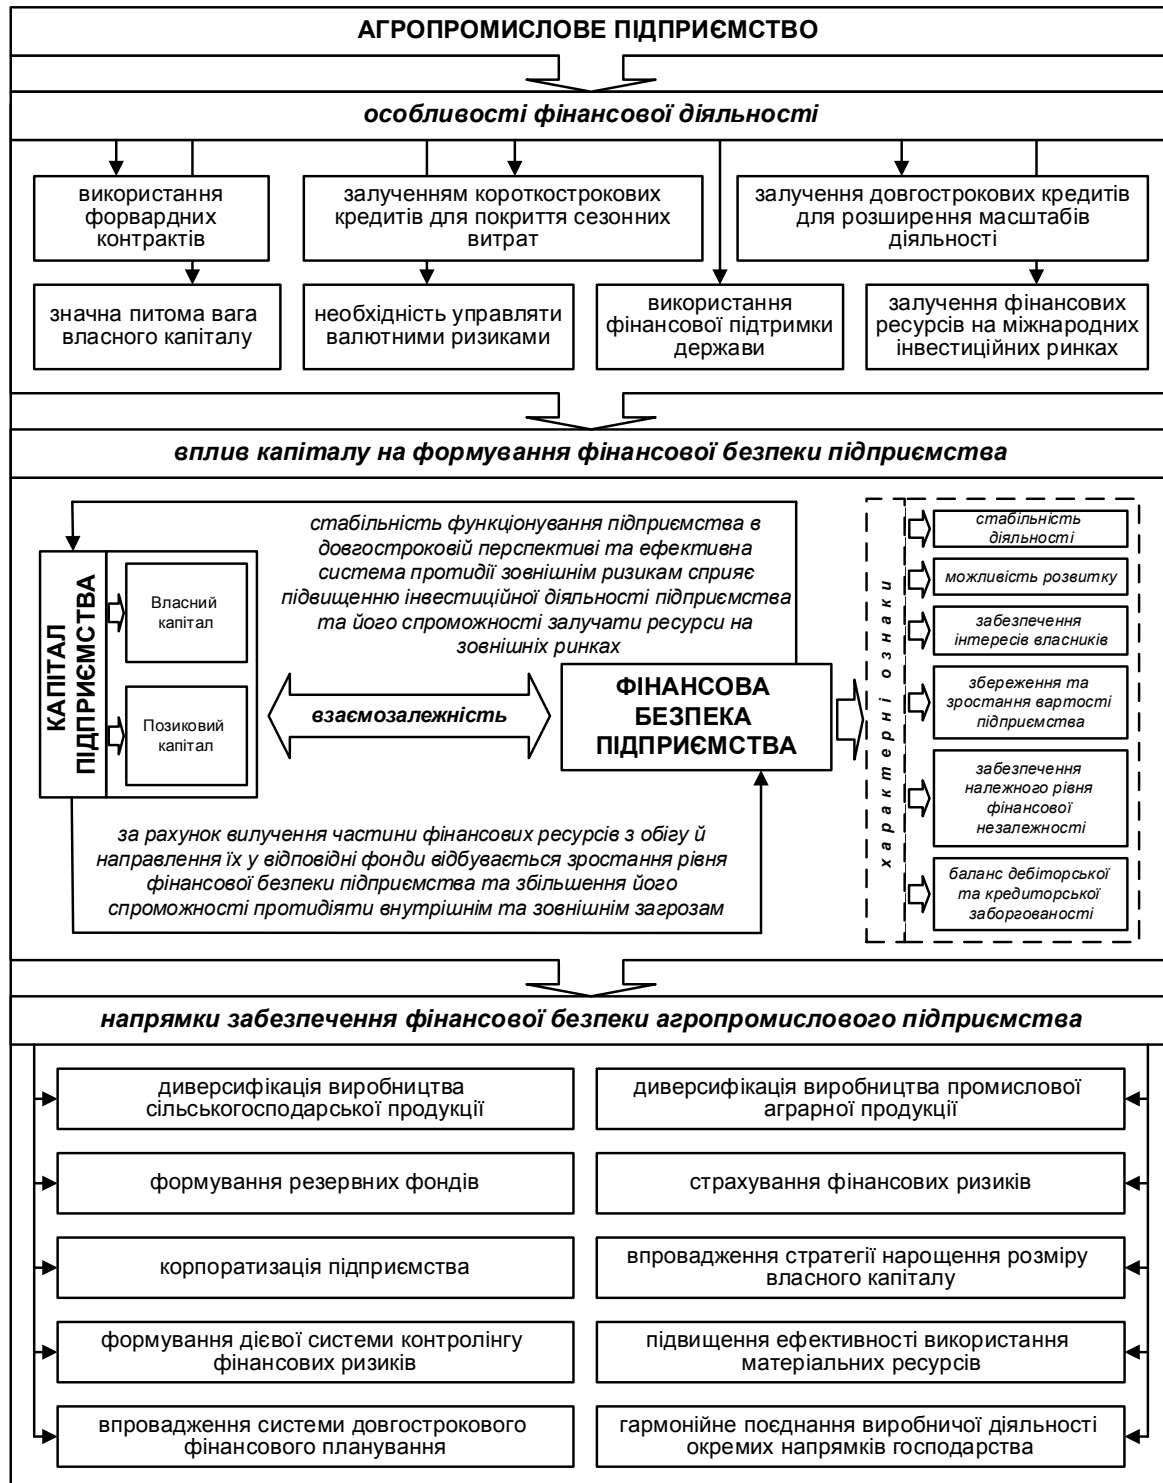 АГРОПРОМИСЛОВЕ ПІДПРИЄМСТВО
особливості фінансової діяльності
використання
форвардних
контрактів
залученням короткострокових
кредитів для покриття сезонних
витрат
залучення довгострокових кредитів
для розширення масштабів
діяльності
значна питома вага
власного капіталу
необхідність управляти
валютними ризиками
використання
фінансової підтримки
держави
залучення фінансових
ресурсів на міжнародних
інвестиційних ринках
вплив капіталу на формування фінансової безпеки підприємства
стабільність функціонування підприємства в
довгостроковій перспективі та ефективна
система протидії зовнішнім ризикам сприяє
підвищенню інвестиційної діяльності підприємства
та його спроможності залучати ресурси на
зовнішніх ринках
КАПІТАЛ
ПІДПРИЄМСТВА
Власний
капітал
Позиковий
капітал
взаємозалежність
ФІНАНСОВА
БЕЗПЕКА
ПІДПРИЄМСТВА
за рахунок вилучення частини фінансових ресурсів з обігу й
направлення їх у відповідні фонди відбувається зростання рівня
фінансової безпеки підприємства та збільшення його
спроможності протидіяти внутрішнім та зовнішнім загрозам
характерні ознаки
стабільність
діяльності
можливість розвитку
забезпечення
інтересів власників
збереження та
зростання вартості
підприємства
забезпечення
належного рівня
фінансової
незалежності
баланс дебіторської
та кредиторської
заборгованості
напрямки забезпечення фінансової безпеки агропромислового підприємства
диверсифікація виробництва
сільськогосподарської продукції
диверсифікація виробництва промислової
аграрної продукції
формування резервних фондів
страхування фінансових ризиків
корпоратизація підприємства
впровадження стратегії нарощення розміру
власного капіталу
формування дієвої системи контролінгу
фінансових ризиків
підвищення ефективності використання
матеріальних ресурсів
впровадження системи довгострокового
фінансового планування
гармонійне поєднання виробничої діяльності
окремих напрямків господарства